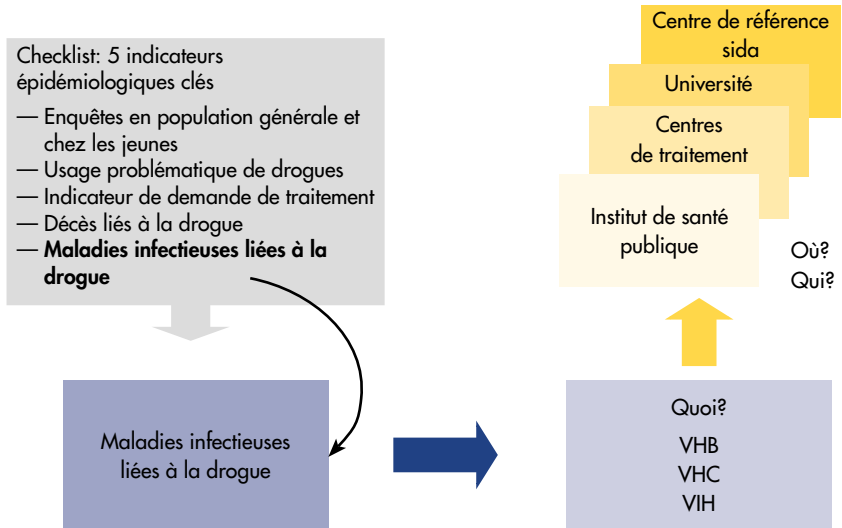 Checklist: 5 indicateurs
épidémiologiques clés
— Enquêtes en population générale et
chez les jeunes
— Usage problématique de drogues
— Indicateur de demande de traitement
— Décès liés à la drogue
— Maladies infectieuses liées à la
drogue
Maladies infectieuses
liées à la drogue
Centre de référence
sida
Université
Centres
de traitement
Institut de santé
publique
Où?
Qui?
Quoi?
VHB
VHC
VIH